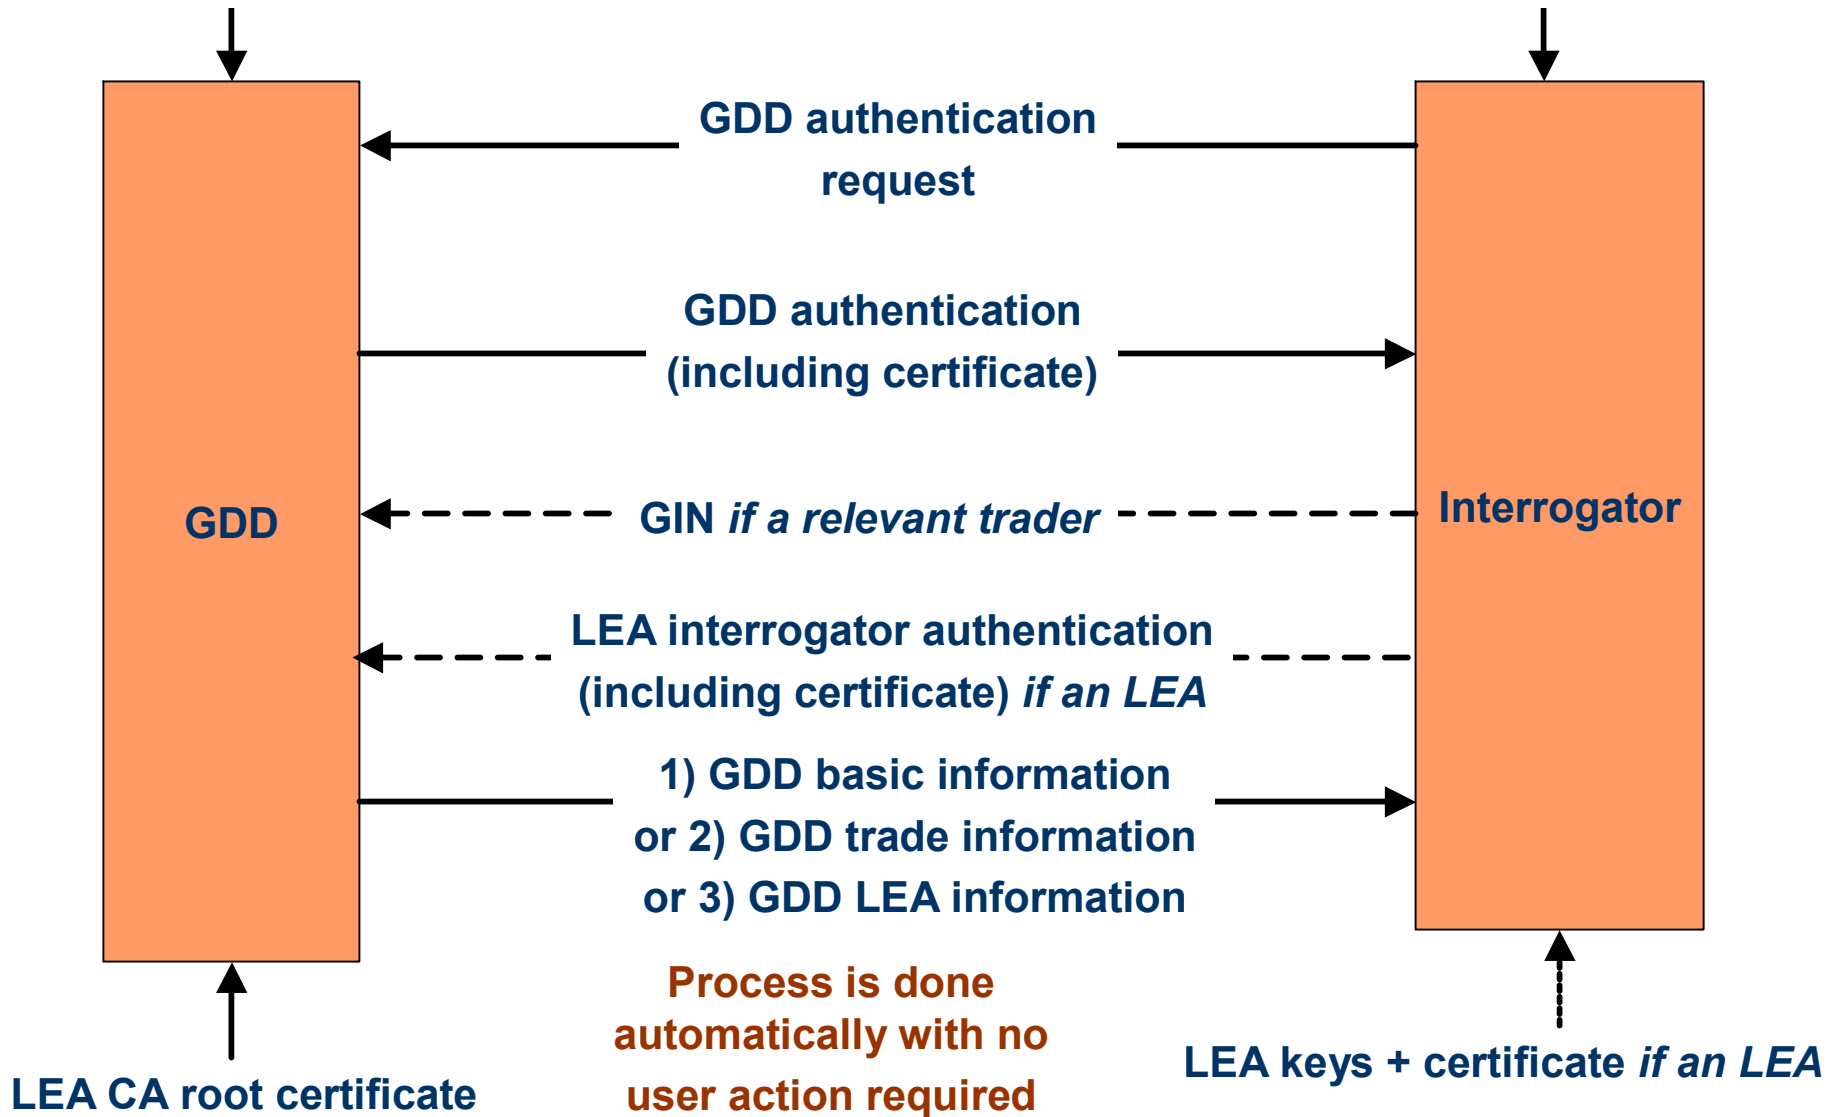 GDD authentication
request
GDD authentication
(including certificate)
GDD
GIN if a relevant trader
Interrogator
LEA interrogator authentication
(including certificate) if an LEA
1) GDD basic information
or 2) GDD trade information
or 3) GDD LEA information
Process is done
automatically with no
user action required
LEA CA root certificate
LEA keys + certificate if an LEA